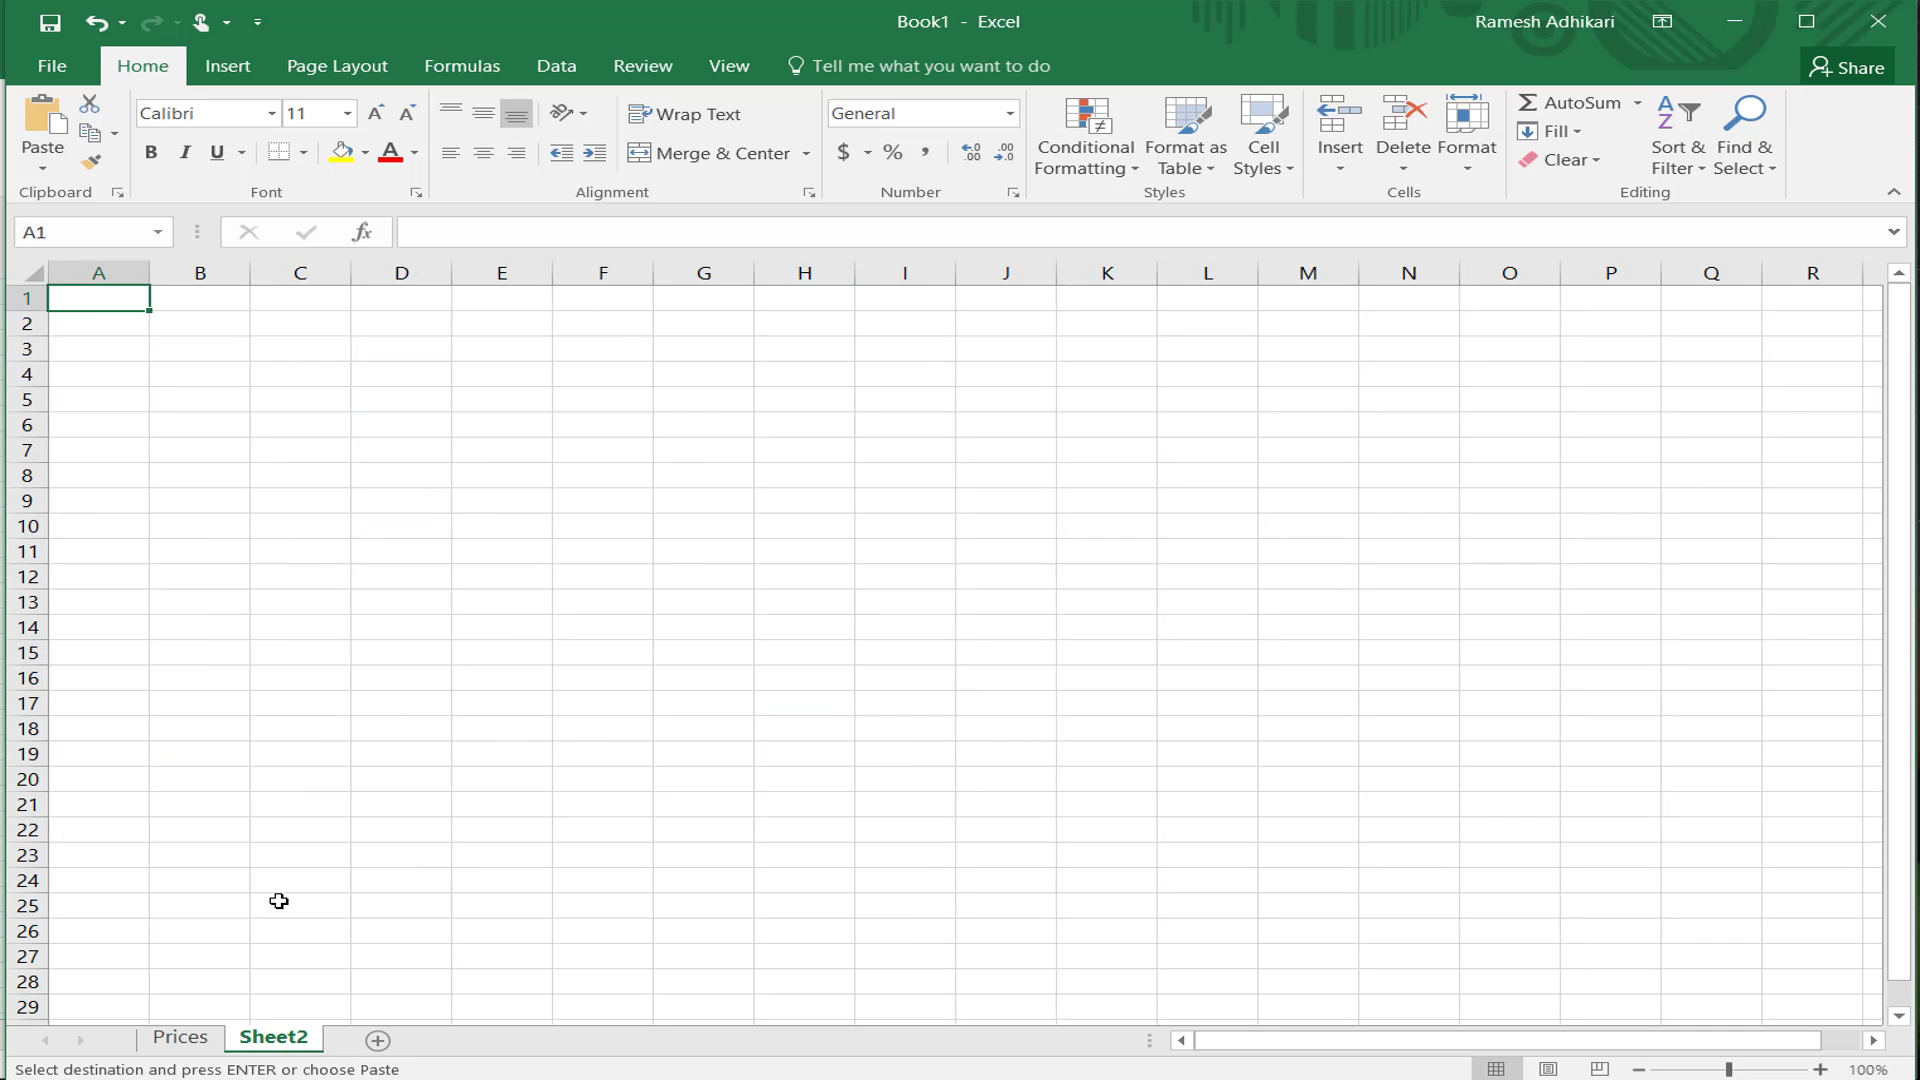 Book1 - Excel
Ramesh Adhikari
File Home Insert Page Layout Formulas Data Review View Tell me what you want to do Share
Paste
Clipboard
Calibri 11
B I U A
Font
Wrap Text
Merge & Center
Alignment
General
$ % ,
Number
Conditional Formatting
Format as Table
Cell Styles
Styles
Insert Delete Format
Cells
AutoSum
Fill
Clear
Sort & Filter
Find & Select
Editing
A1 fx
A B C D E F G H I J K L M N O P Q R
1
2
3
4
5
6
7
8
9
10
11
12
13
14
15
16
17
18
19
20
21
22
23
24
25
26
27
28
29
Prices Sheet2
Select destination and press ENTER or choose Paste
100%